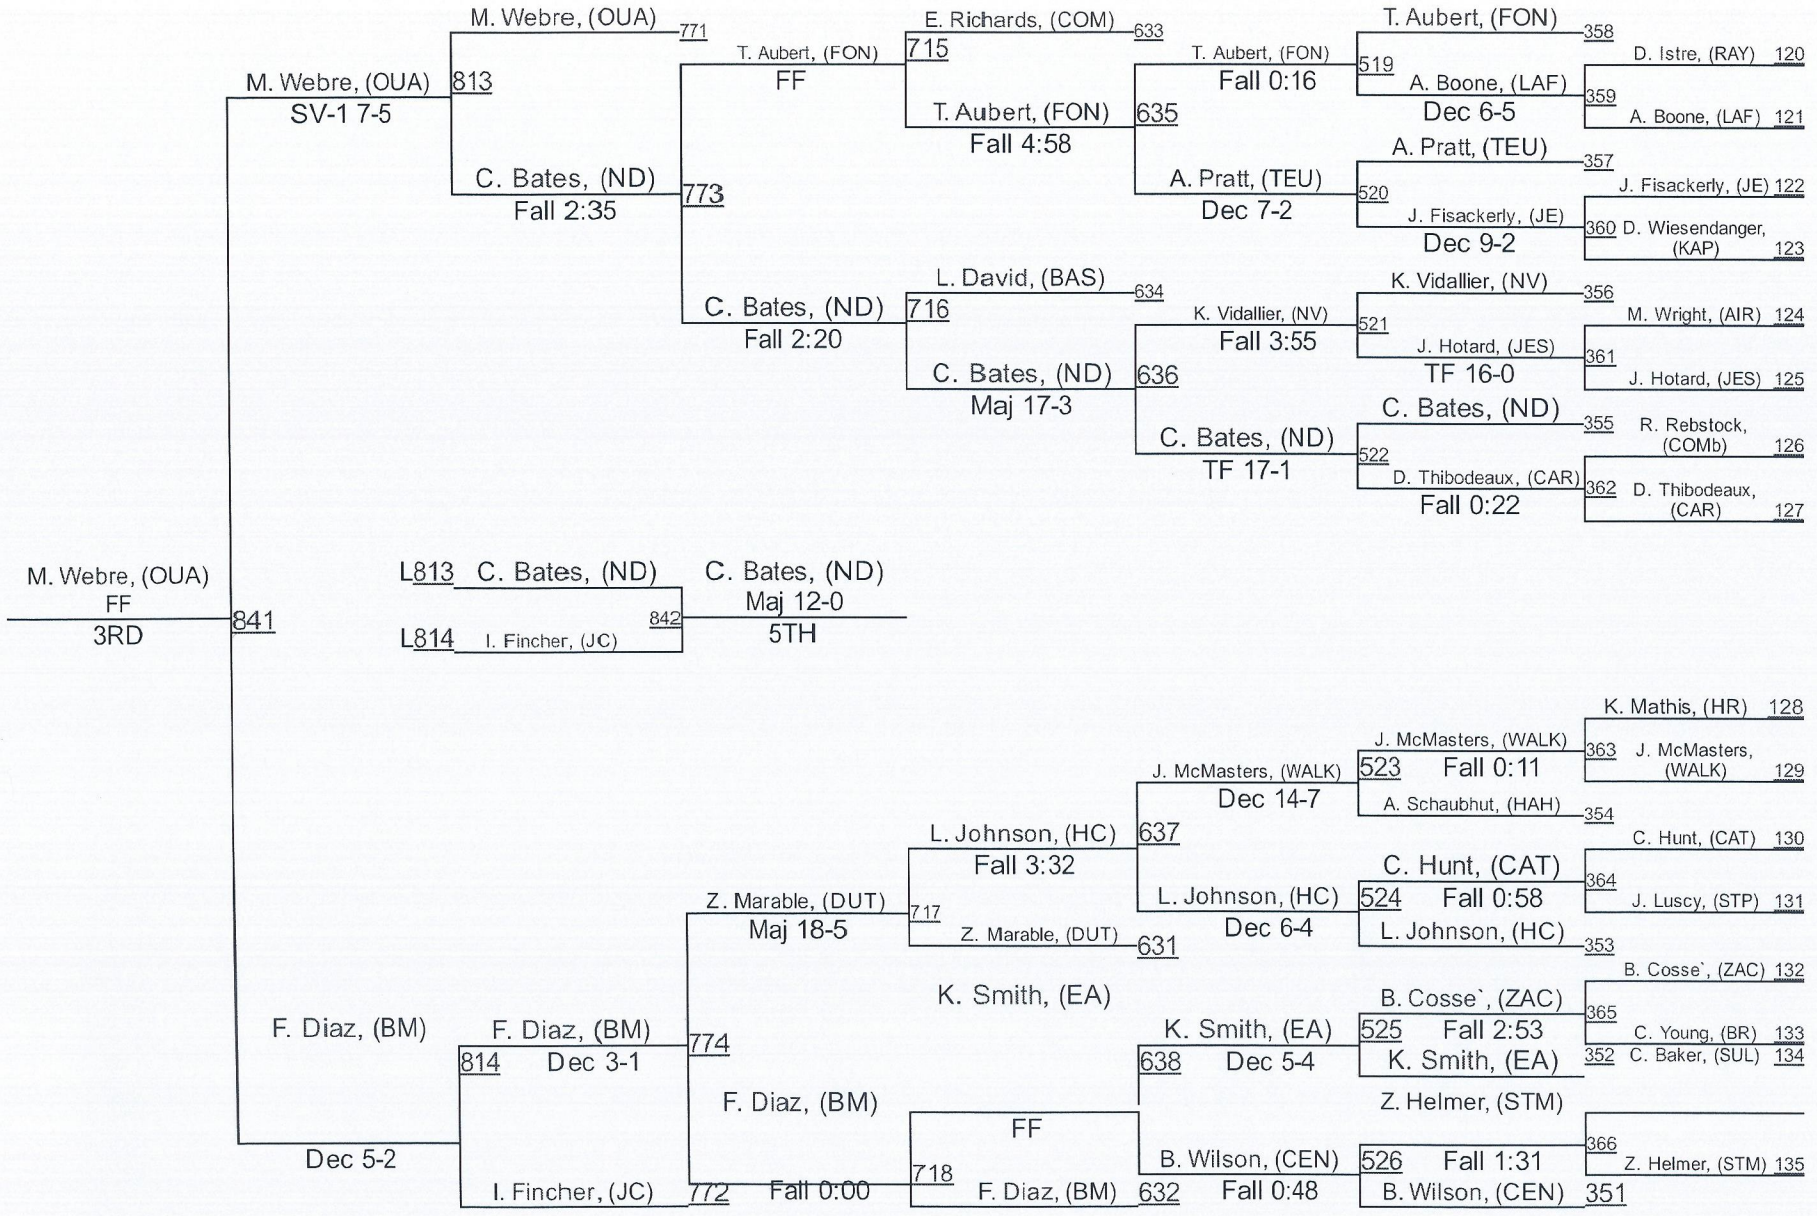 M. Webre, (OUA)
771
E. Richards, (COM)
633
T. Aubert, (FON)
358
T. Aubert, (FON)
715
T. Aubert, (FON)
519
D. Istre, (RAY) 120
FF
Fall 0:16
M. Webre, (OUA)
813
A. Boone, (LAF)
359
SV-1 7-5
T. Aubert, (FON)
635
Dec 6-5
A. Boone, (LAF) 121
Fall 4:58
A. Pratt, (TEU)
357
C. Bates, (ND)
773
A. Pratt, (TEU)
520
J. Fisackerly, (JE) 122
Fall 2:35
Dec 7-2
J. Fisackerly, (JE)
360 D. Wiesendanger,
Dec 9-2
(KAP) 123
L. David, (BAS)
634
K. Vidallier, (NV)
356
C. Bates, (ND)
716
K. Vidallier, (NV)
521
M. Wright, (AIR) 124
Fall 2:20
Fall 3:55
J. Hotard, (JES)
361
C. Bates, (ND)
636
TF 16-0
J. Hotard, (JES) 125
Maj 17-3
C. Bates, (ND)
355
R. Rebstock,
C. Bates, (ND)
522
(COMb) 126
TF 17-1
D. Thibodeaux, (CAR)
362
D. Thibodeaux,
Fall 0:22
(CAR) 127
M. Webre, (OUA)
L813 C. Bates, (ND)
C. Bates, (ND)
FF
Maj 12-0
3RD
841
842
5TH
L814 I. Fincher, (JC)
K. Mathis, (HR) 128
J. McMasters, (WALK)
363
J. McMasters,
J. McMasters, (WALK)
523
Fall 0:11
(WALK) 129
Dec 14-7
A. Schaubhut, (HAH)
354
L. Johnson, (HC)
637
C. Hunt, (CAT) 130
Fall 3:32
C. Hunt, (CAT)
364
Z. Marable, (DUT)
717
L. Johnson, (HC)
524
Fall 0:58
J. Luscy, (STP) 131
Maj 18-5
Z. Marable, (DUT)
631
Dec 6-4
L. Johnson, (HC)
353
K. Smith, (EA)
B. Cosse`, (ZAC) 132
B. Cosse`, (ZAC)
365
F. Diaz, (BM)
F. Diaz, (BM)
774
K. Smith, (EA)
525
Fall 2:53
C. Young, (BR) 133
814
Dec 3-1
638
Dec 5-4
K. Smith, (EA)
352 C. Baker, (SUL) 134
F. Diaz, (BM)
Z. Helmer, (STM)
FF
366
Dec 5-2
718
B. Wilson, (CEN)
526
Fall 1:31
Z. Helmer, (STM) 135
I. Fincher, (JC)
772
Fall 0:00
F. Diaz, (BM)
632
Fall 0:48
B. Wilson, (CEN)
351